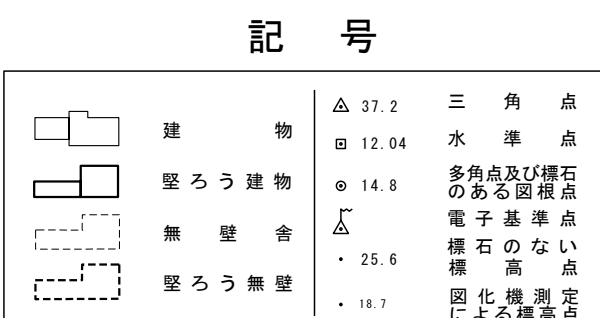 記 号
建 物
堅ろう建物
無壁舎
堅ろう無壁
37.2 三角点
12.04 水準点
14.8 多角点及び標石
のある図根点
電子基準点
25.6 標石のない
標高点
18.7 図化機測定
による標高点